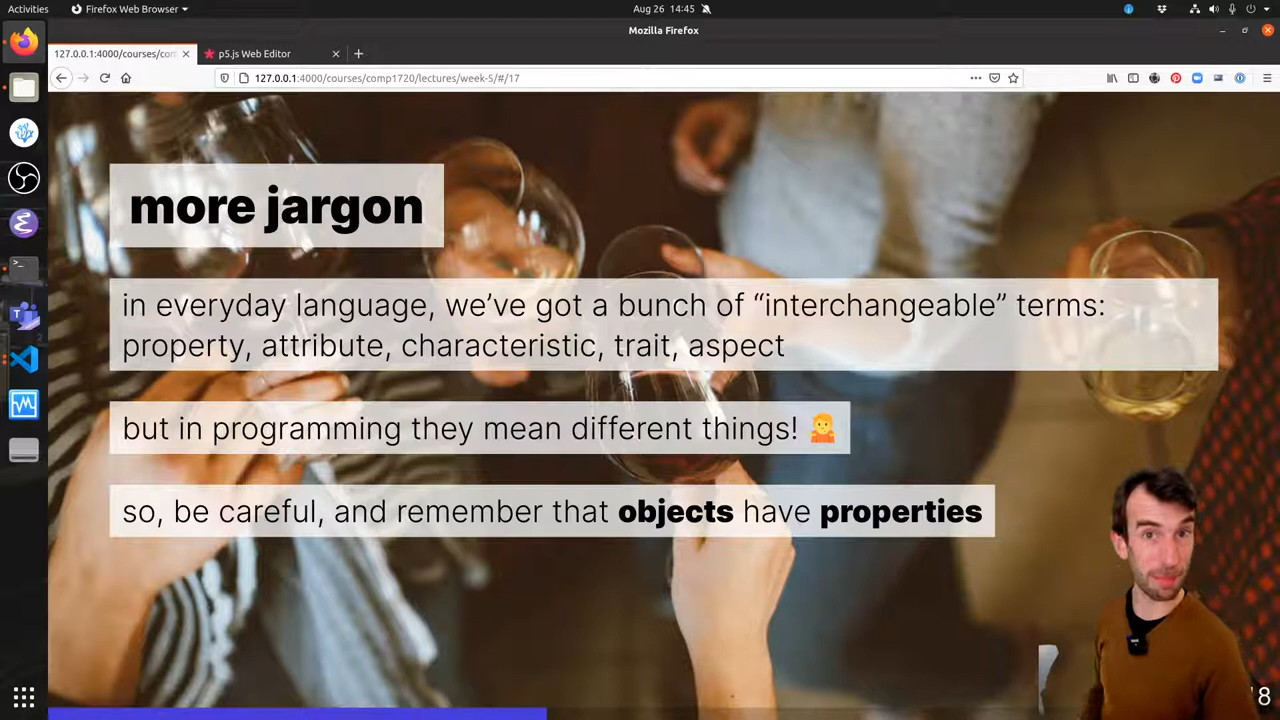 Activities
Firefox Web Browser
Aug 26 14:45
Mozilla Firefox
127.0.0.1:4000/courses/com
p5.js Web Editor
127.0.0.1:4000/courses/comp1720/lectures/week-5/#/17
more jargon
in everyday language, we’ve got a bunch of “interchangeable” terms:
property, attribute, characteristic, trait, aspect
but in programming they mean different things! 🤷
so, be careful, and remember that objects have properties
8